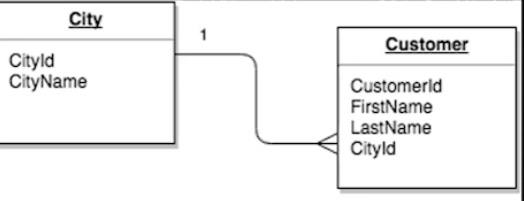 City
CityId
CityName
1
Customer
CustomerId
FirstName
LastName
CityId